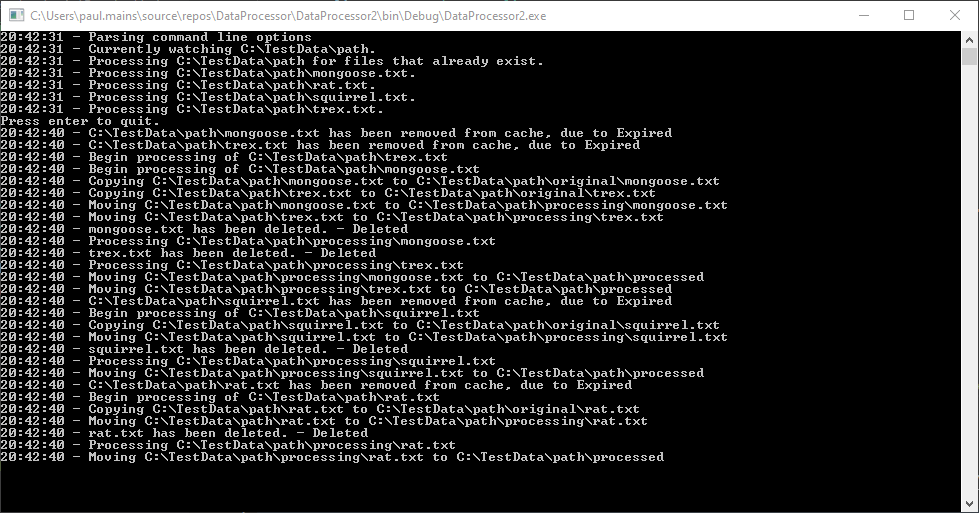 C:\Users\paul.mains\source\repos\DataProcessor\DataProcessor2\bin\Debug\DataProcessor2.exe
20:42:31 - Parsing command line options
20:42:31 - Currently watching C:\TestData\path.
20:42:31 - Processing C:\TestData\path for files that already exist.
20:42:31 - Processing C:\TestData\path\mongoose.txt.
20:42:31 - Processing C:\TestData\path\rat.txt.
20:42:31 - Processing C:\TestData\path\squirrel.txt.
20:42:31 - Processing C:\TestData\path\trex.txt.
Press enter to quit.
20:42:40 - C:\TestData\path\mongoose.txt has been removed from cache, due to Expired
20:42:40 - C:\TestData\path\trex.txt has been removed from cache, due to Expired
20:42:40 - Begin processing of C:\TestData\path\trex.txt
20:42:40 - Begin processing of C:\TestData\path\mongoose.txt
20:42:40 - Copying C:\TestData\path\mongoose.txt to C:\TestData\path\original\mongoose.txt
20:42:40 - Copying C:\TestData\path\trex.txt to C:\TestData\path\original\trex.txt
20:42:40 - Moving C:\TestData\path\mongoose.txt to C:\TestData\path\processing\mongoose.txt
20:42:40 - Moving C:\TestData\path\trex.txt to C:\TestData\path\processing\trex.txt
20:42:40 - mongoose.txt has been deleted. - Deleted
20:42:40 - Processing C:\TestData\path\processing\mongoose.txt
20:42:40 - trex.txt has been deleted. - Deleted
20:42:40 - Processing C:\TestData\path\processing\trex.txt
20:42:40 - Moving C:\TestData\path\processing\mongoose.txt to C:\TestData\path\processed
20:42:40 - Moving C:\TestData\path\processing\trex.txt to C:\TestData\path\processed
20:42:40 - C:\TestData\path\squirrel.txt has been removed from cache, due to Expired
20:42:40 - Begin processing of C:\TestData\path\squirrel.txt
20:42:40 - Copying C:\TestData\path\squirrel.txt to C:\TestData\path\original\squirrel.txt
20:42:40 - Moving C:\TestData\path\squirrel.txt to C:\TestData\path\processing\squirrel.txt
20:42:40 - squirrel.txt has been deleted. - Deleted
20:42:40 - Processing C:\TestData\path\processing\squirrel.txt
20:42:40 - Moving C:\TestData\path\processing\squirrel.txt to C:\TestData\path\processed
20:42:40 - C:\TestData\path\rat.txt has been removed from cache, due to Expired
20:42:40 - Begin processing of C:\TestData\path\rat.txt
20:42:40 - Copying C:\TestData\path\rat.txt to C:\TestData\path\original\rat.txt
20:42:40 - Moving C:\TestData\path\rat.txt to C:\TestData\path\processing\rat.txt
20:42:40 - rat.txt has been deleted. - Deleted
20:42:40 - Processing C:\TestData\path\processing\rat.txt
20:42:40 - Moving C:\TestData\path\processing\rat.txt to C:\TestData\path\processed